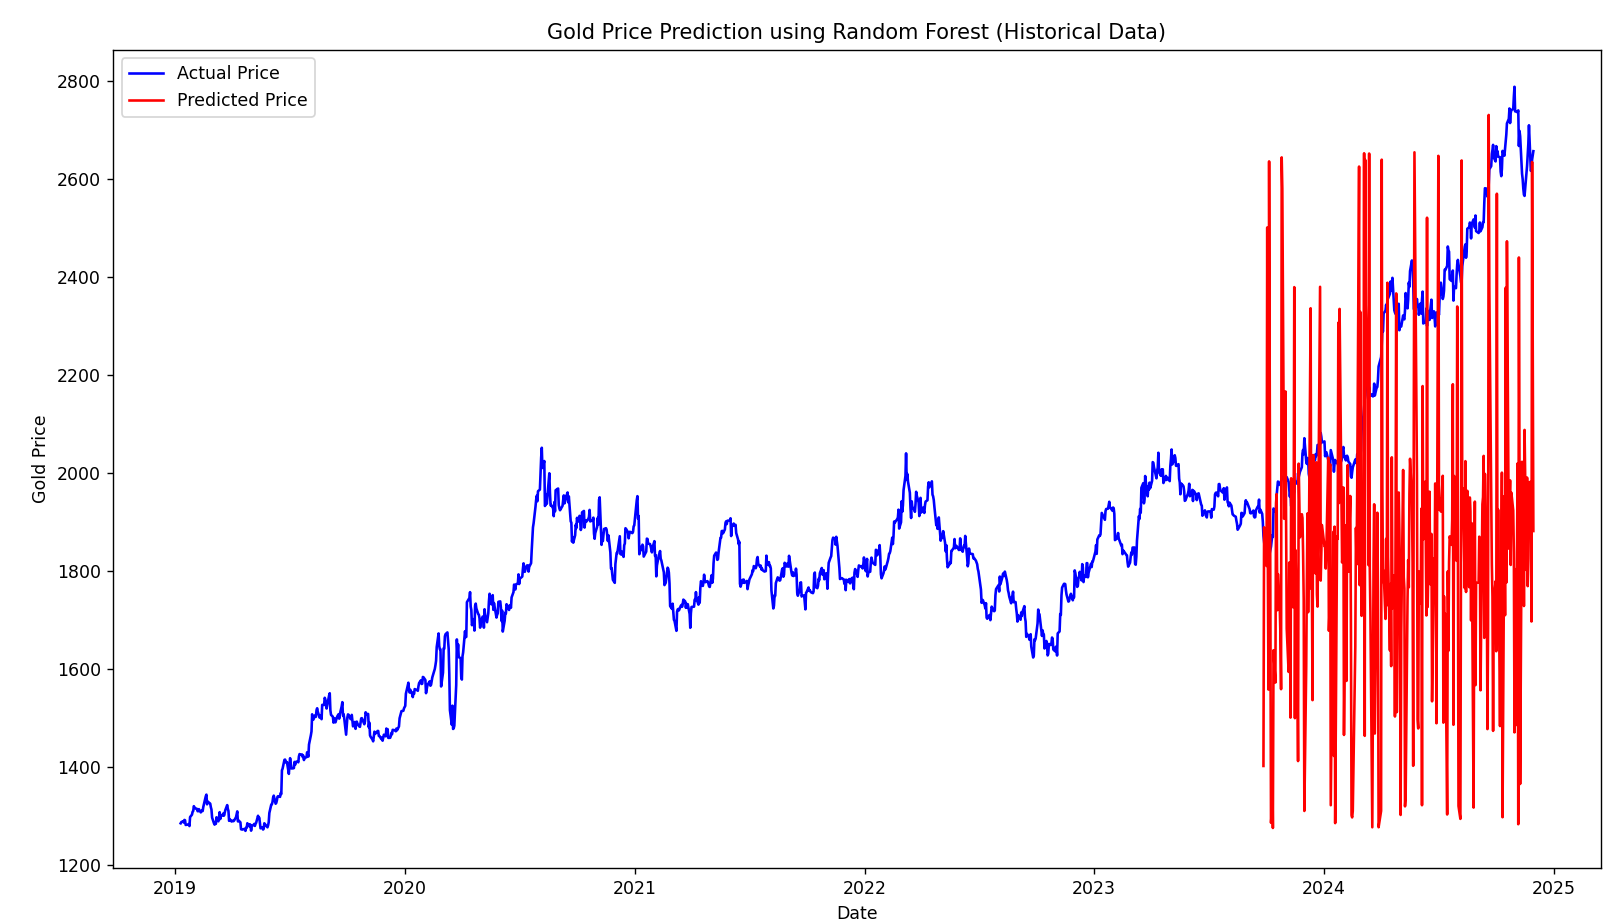 Gold Price Prediction using Random Forest (Historical Data)
Actual Price
Predicted Price
2800
2600
2400
2200
2000
1800
1600
1400
1200
Gold Price
2019 2020 2021 2022 2023 2024 2025
Date